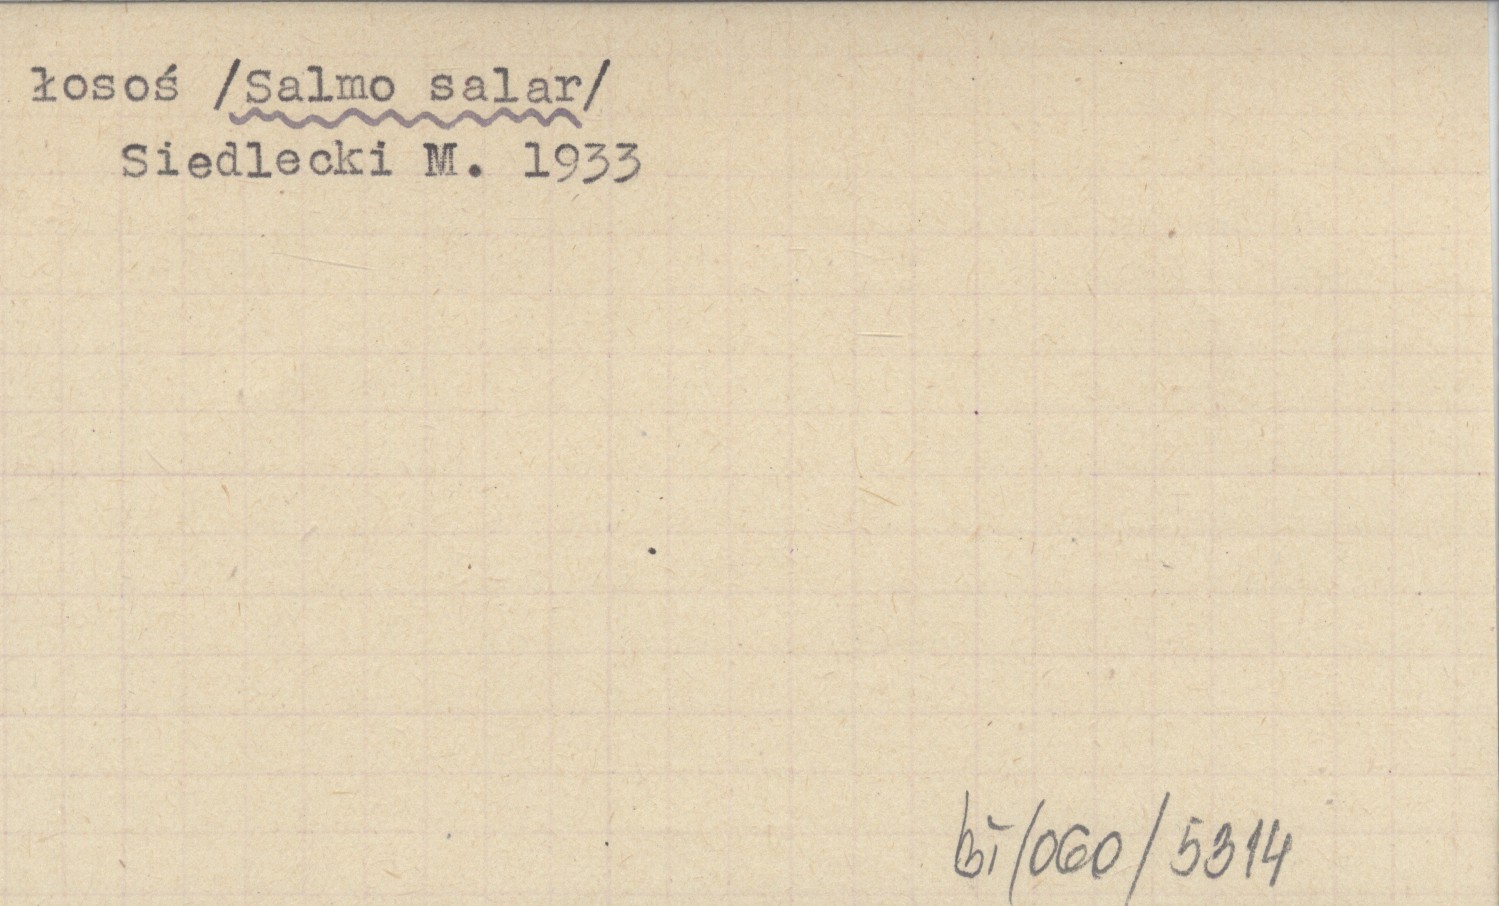 łosoś /Salmo salar/
Siedlecki M. 1933
bi/060/5314